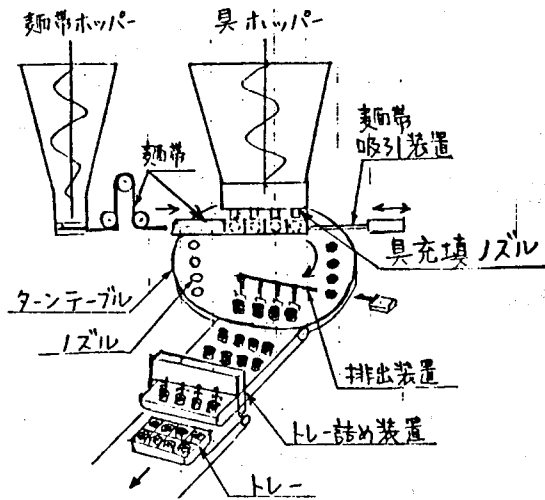 麺帯ホッパー
具ホッパー
麺帯
麺帯
吸引装置
具充填ノズル
ターンテーブル
ノズル
排出装置
トレー詰め装置
トレー